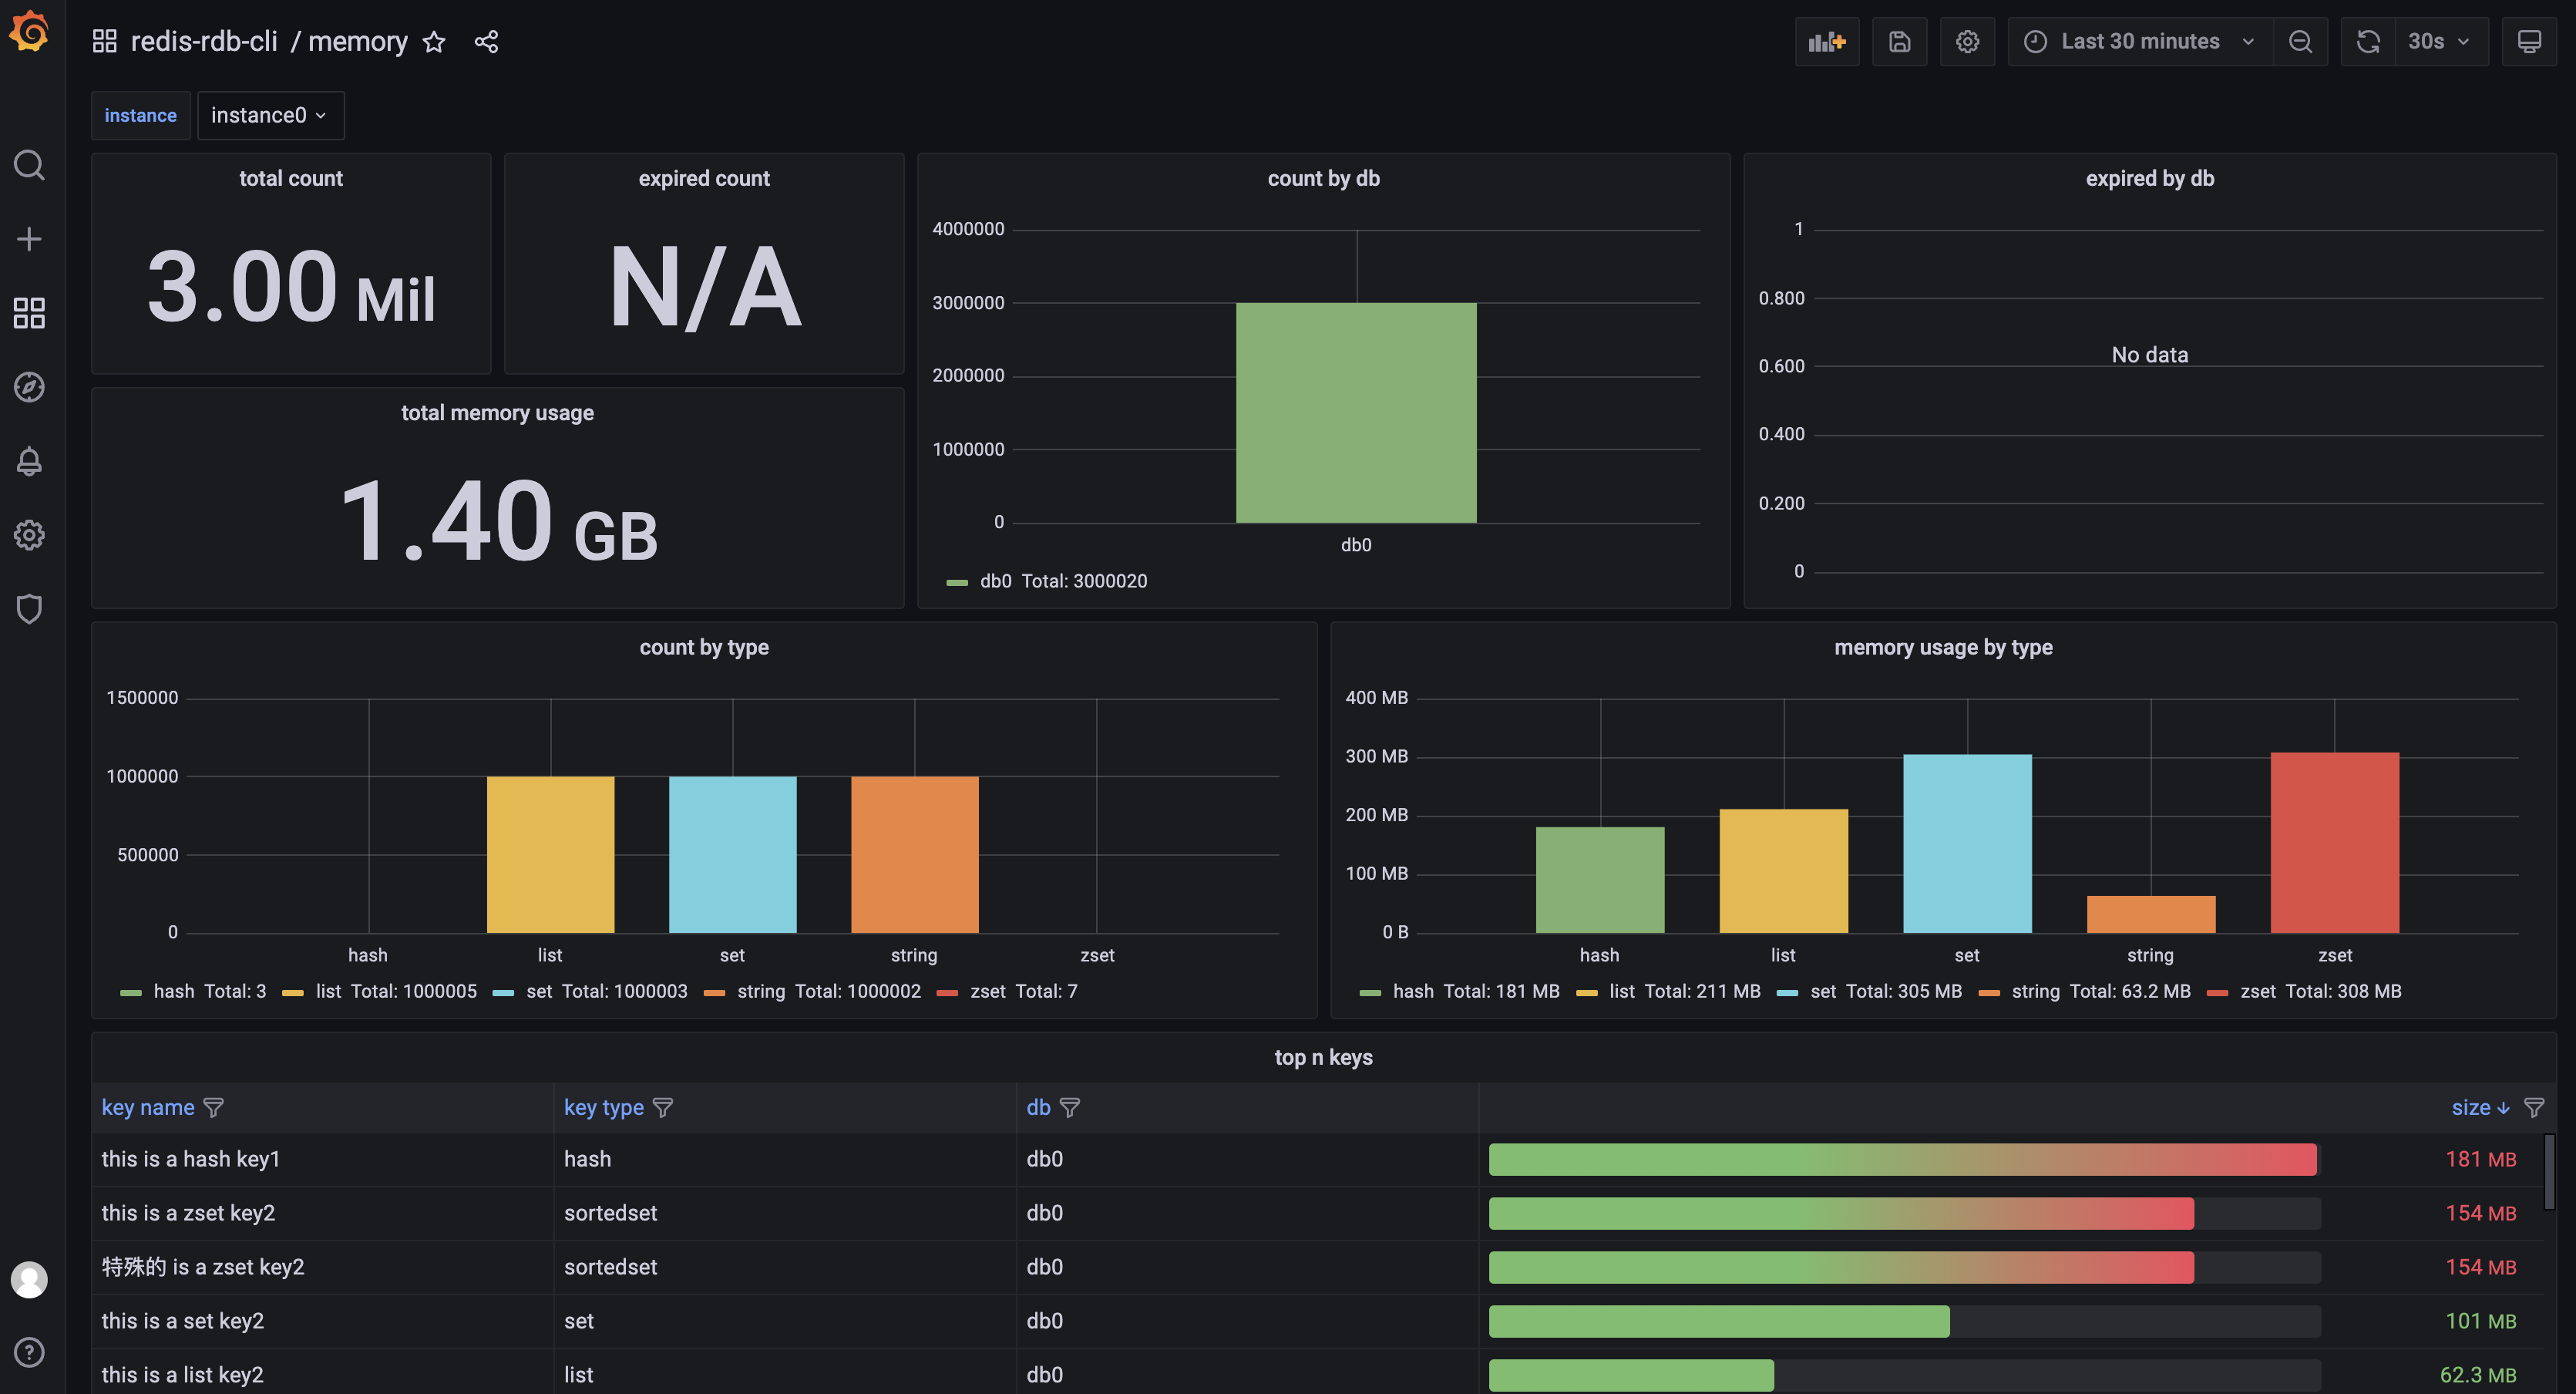 redis-rdb-cli / memory
Last 30 minutes
30s
instance
instance0
total count
3.00 Mil
expired count
N/A
total memory usage
1.40 GB
count by db
4000000
3000000
2000000
1000000
0
db0
db0 Total: 3000020
expired by db
1
0.800
0.600
0.400
0.200
0
No data
count by type
1500000
1000000
500000
0
hash list set string zset
hash Total: 3 list Total: 1000005 set Total: 1000003 string Total: 1000002 zset Total: 7
memory usage by type
400 MB
300 MB
200 MB
100 MB
0 B
hash list set string zset
hash Total: 181 MB list Total: 211 MB set Total: 305 MB string Total: 63.2 MB zset Total: 308 MB
top n keys
key name key type db size
this is a hash key1 hash db0 181 MB
this is a zset key2 sortedset db0 154 MB
特殊的 is a zset key2 sortedset db0 154 MB
this is a set key2 set db0 101 MB
this is a list key2 list db0 62.3 MB